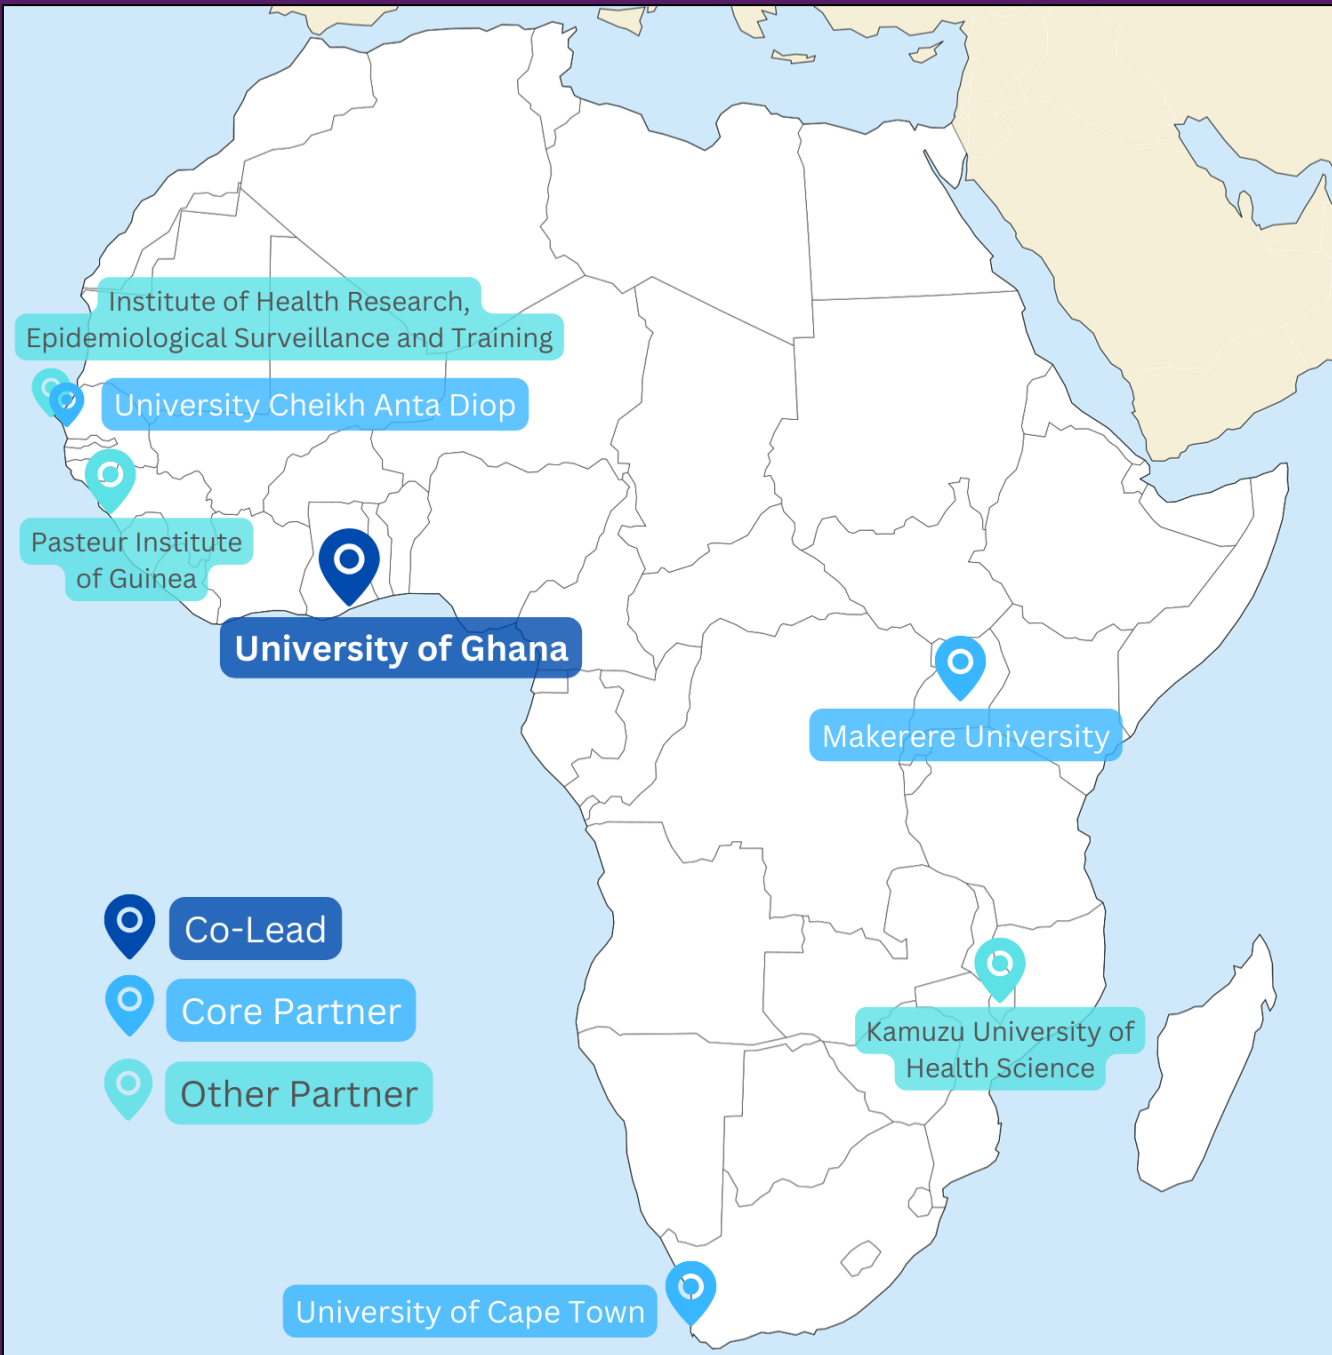 Institute of Health Research,
Epidemiological Surveillance and Training
University Cheikh Anta Diop
Pasteur Institute
of Guinea
University of Ghana
Makerere University
Co-Lead
Core Partner
Other Partner
Kamuzu University of
Health Science
University of Cape Town